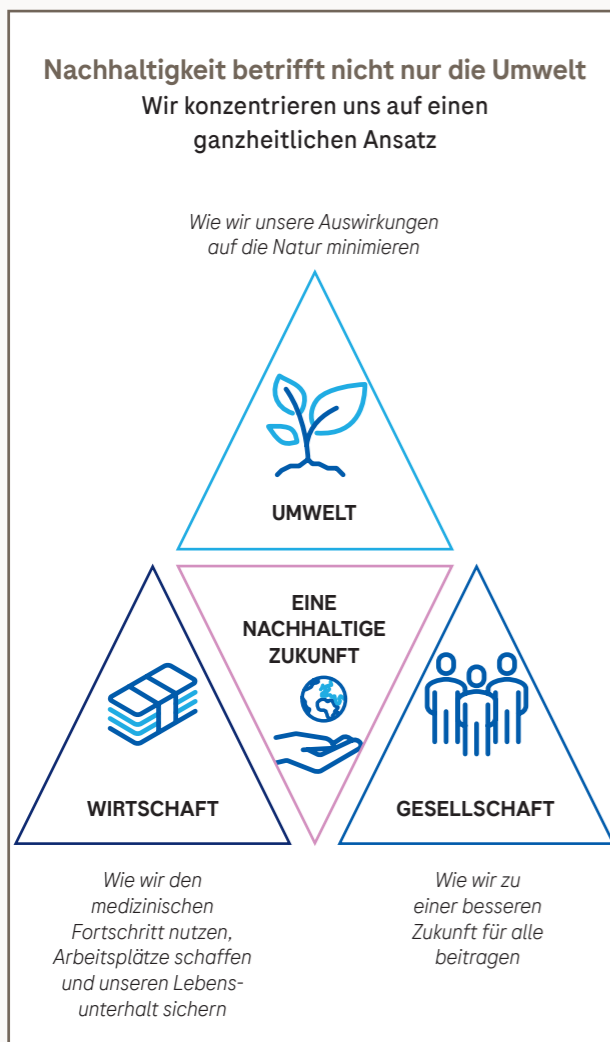 Nachhaltigkeit betrifft nicht nur die Umwelt
Wir konzentrieren uns auf einen
ganzheitlichen Ansatz
Wie wir unsere Auswirkungen
auf die Natur minimieren
UMWELT
EINE
NACHHALTIGE
ZUKUNFT
WIRTSCHAFT
GESELLSCHAFT
Wie wir den
medizinischen
Fortschritt nutzen,
Arbeitsplätze schaffen
und unseren Lebens-
unterhalt sichern
Wie wir zu
einer besseren
Zukunft für alle
beitragen